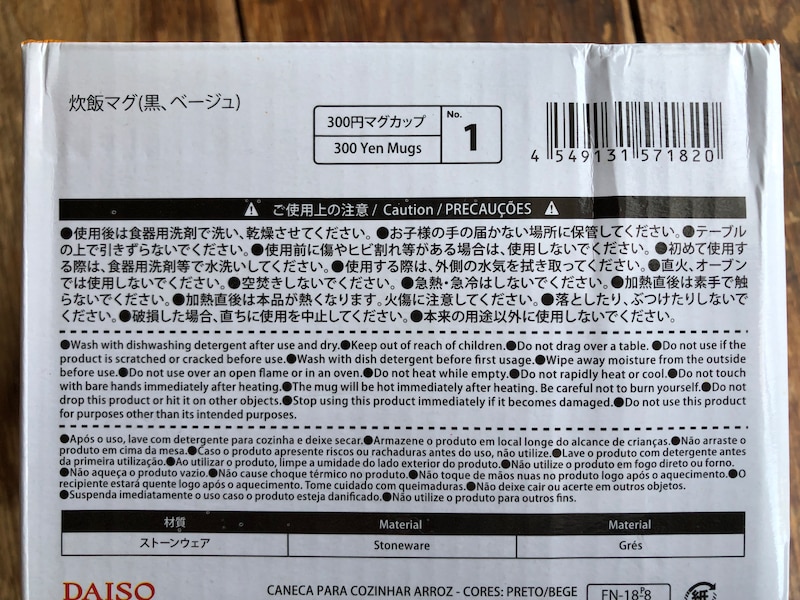 炊飯マグ(黒、ベージュ)
300円マグカップ
300 Yen Mugs
No.
1
4 549131 571820
⚠ ご使用上の注意 / Caution / PRECAUÇÕES ⚠
●使用後は食器用洗剤で洗い、乾燥させてください。●お子様の手の届かない場所に保管してください。●テーブル
の上で引きずらないでください。●使用前に傷やヒビ割れ等がある場合は、使用しないでください。●初めて使用す
る際は、食器用洗剤等で水洗いしてください。●使用する際は、外側の水気を拭き取ってください。●直火、オーブン
では使用しないでください。●空焚きしないでください。●急熱・急冷はしないでください。●加熱直後は素手で触
らないでください。●加熱直後は本品が熱くなります。火傷に注意してください。●落としたり、ぶつけたりしないで
ください。●破損した場合、直ちに使用を中止してください。●本来の用途以外に使用しないでください。
●Wash with dishwashing detergent after use and dry.●Keep out of reach of children.●Do not drag over a table. ●Do not use if the
product is scratched or cracked before use.●Wash with dish detergent before first usage.●Wipe away moisture from the outside
before use.●Do not use over an open flame or in an oven.●Do not heat while empty.●Do not rapidly heat or cool.●Do not touch
with bare hands immediately after heating.●The mug will be hot immediately after heating. Be careful not to burn yourself.●Do not
drop this product or hit it on other objects.●Stop using this product immediately if it becomes damaged.●Do not use this product
for purposes other than its intended purposes.
●Após o uso, lave com detergente para cozinha e deixe secar.●Armazene o produto em local longe do alcance de crianças.●Não arraste o
produto em cima da mesa.●Caso o produto apresente riscos ou rachaduras antes do uso, não utilize.●Lave o produto com detergente antes
da primeira utilização.●Ao utilizar o produto, limpe a umidade do lado exterior do produto.●Não utilize o produto em fogo direto ou forno.
●Não aqueça o produto vazio.●Não cause choque térmico no produto.●Não toque de mãos nuas no produto logo após o aquecimento.●O
recipiente estará quente logo após o aquecimento. Tome cuidado com queimaduras.●Não deixe cair ou acerte em outros objetos.
●Suspenda imediatamente o uso caso o produto esteja danificado.●Não utilize o produto para outros fins.
材質 Material Material
ストーンウェア Stoneware Grés
DAISO
CANECA PARA COZINHAR ARROZ - CORES: PRETO/BEGE
FN-18 P8
紙